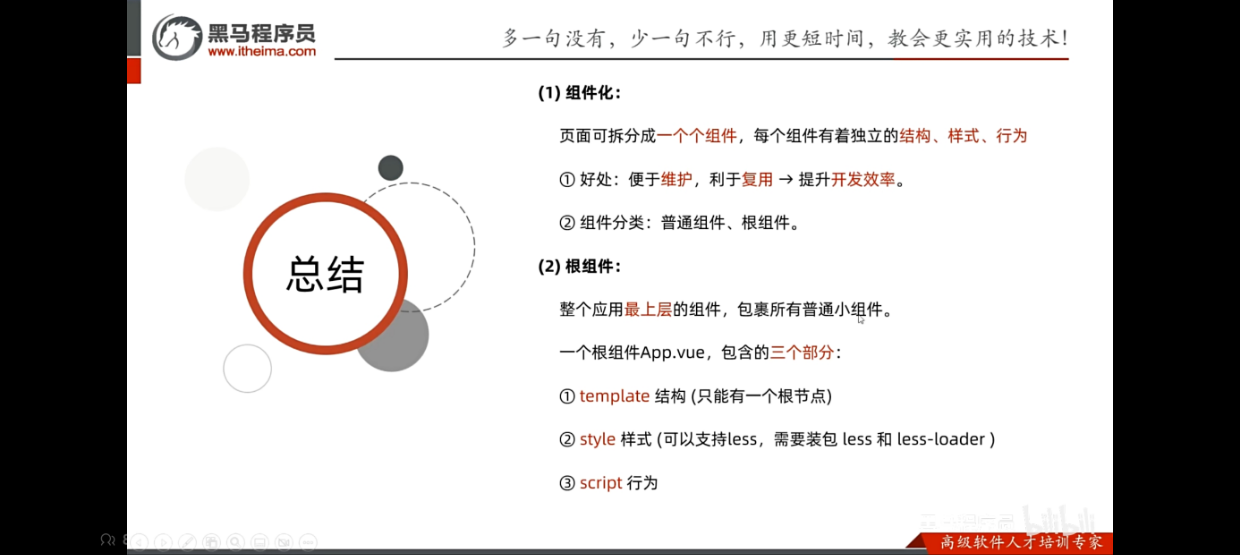 黑马程序员
www.itheima.com
多一句没有，少一句不行，用更短时间，教会更实用的技术！
(1) 组件化：
页面可拆分成一个个组件，每个组件有着独立的结构、样式、行为
① 好处：便于维护，利于复用 → 提升开发效率。
② 组件分类：普通组件、根组件。
总结
(2) 根组件：
整个应用最上层的组件，包裹所有普通小组件。
一个根组件App.vue，包含的三个部分：
① template 结构 (只能有一个根节点)
② style 样式 (可以支持less，需要装包 less 和 less-loader )
③ script 行为
bilibili
高级软件人才培训专家